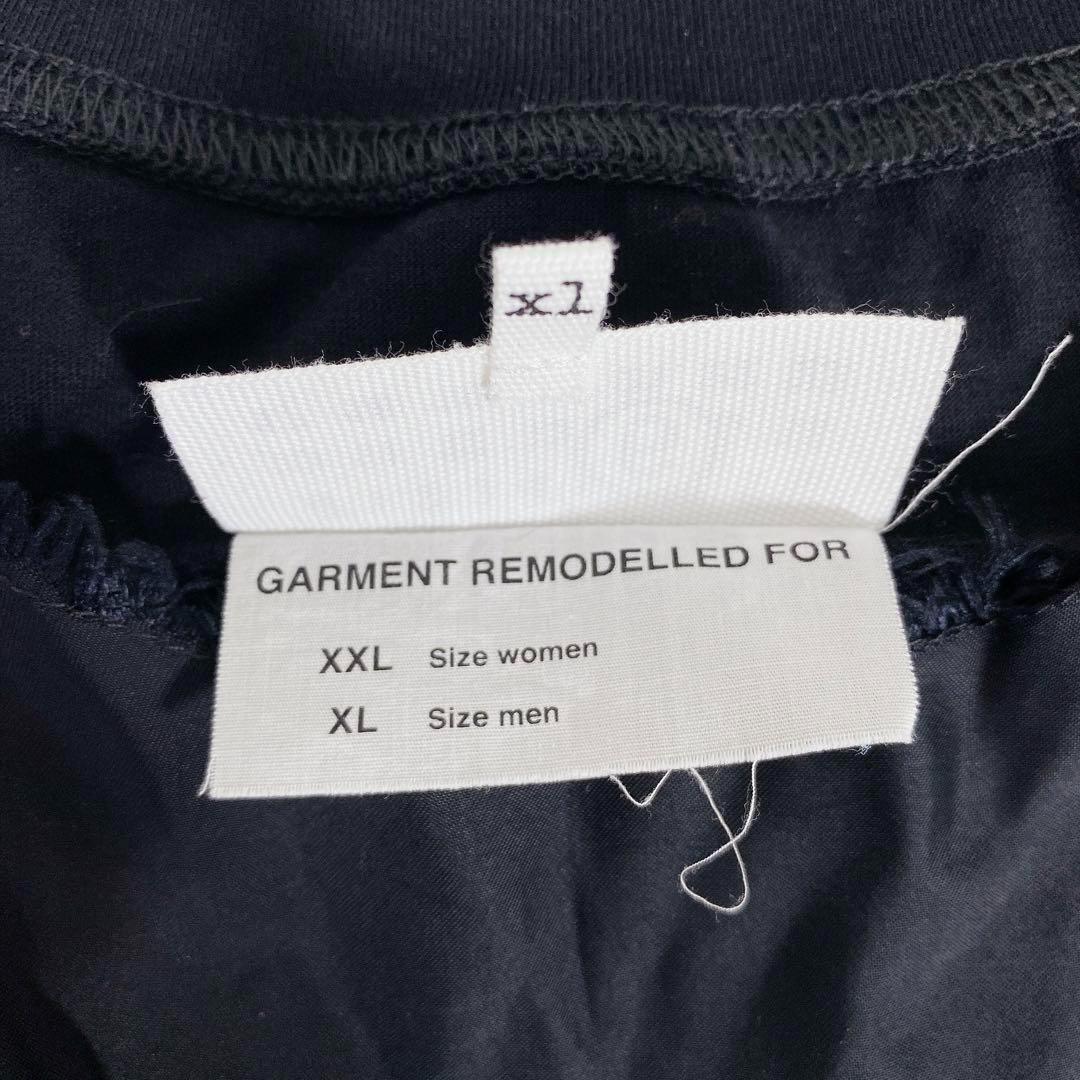 xl
GARMENT REMODELLED FOR
XXL Size women
XL Size men